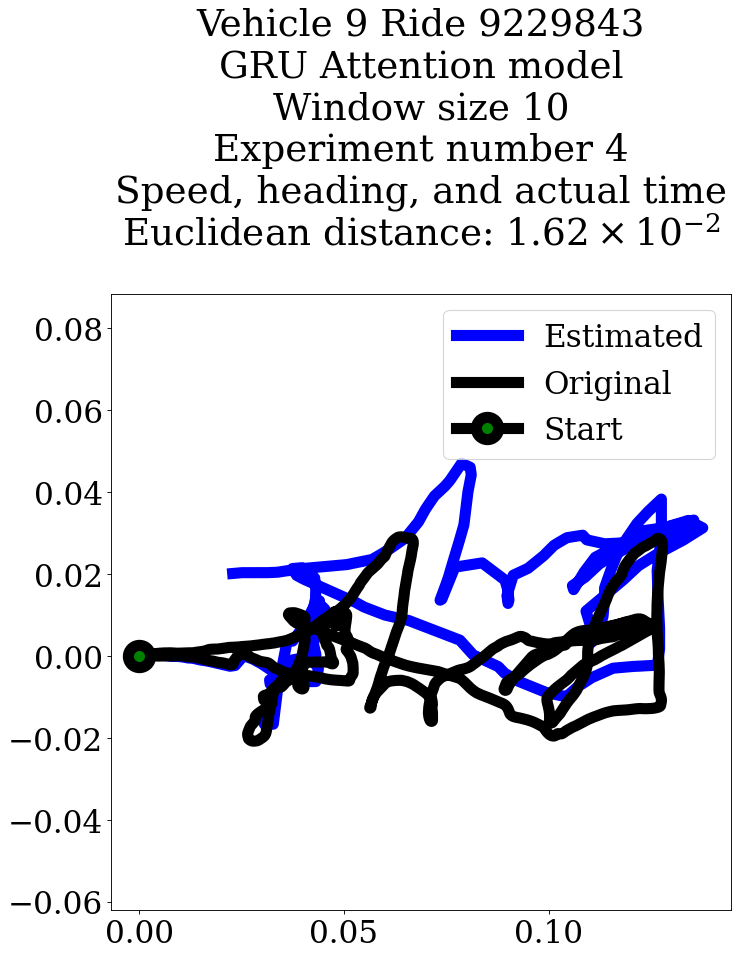 Vehicle 9 Ride 9229843
GRU Attention model
Window size 10
Experiment number 4
Speed, heading, and actual time
Euclidean distance: 1.62 × 10⁻²
Estimated
Original
Start
0.08
0.06
0.04
0.02
0.00
−0.02
−0.04
−0.06
0.00 0.05 0.10